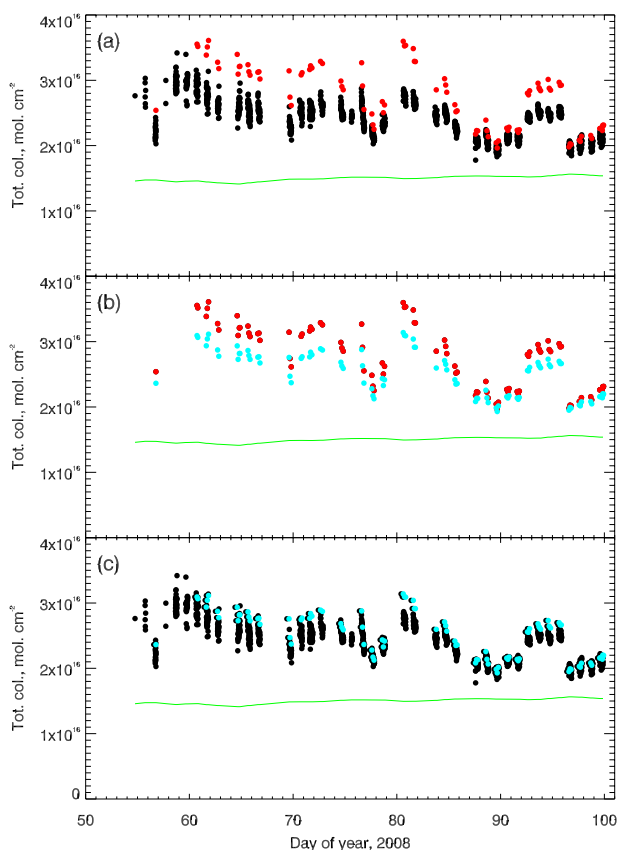 4x10¹⁶
(a)
3x10¹⁶
2x10¹⁶
1x10¹⁶
Tot. col., mol. cm⁻²
4x10¹⁶
(b)
3x10¹⁶
2x10¹⁶
1x10¹⁶
Tot. col., mol. cm⁻²
4x10¹⁶
(c)
3x10¹⁶
2x10¹⁶
1x10¹⁶
0
Tot. col., mol. cm⁻²
50 60 70 80 90 100
Day of year, 2008